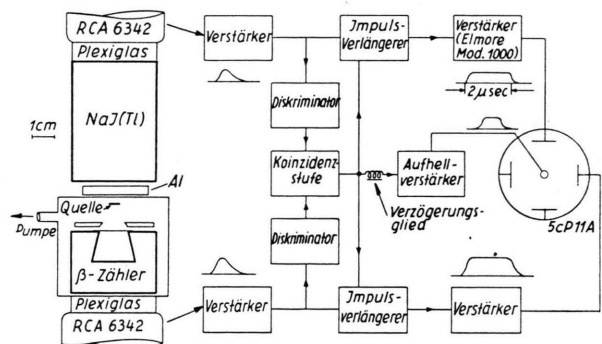 RCA 6342
Plexiglas
NaJ(Tl)
1cm
Al
Quelle
Pumpe
β-Zähler
Plexiglas
RCA 6342
Verstärker
Impuls-
verlängerer
Verstärker
(Elmore
Mod. 1000)
2μsec
Diskriminator
Koinzidenz-
stufe
Aufhell-
verstärker
Verzögerungs-
glied
5cP11A
Diskriminator
Verstärker
Jmpuls-
verlängerer
Verstärker